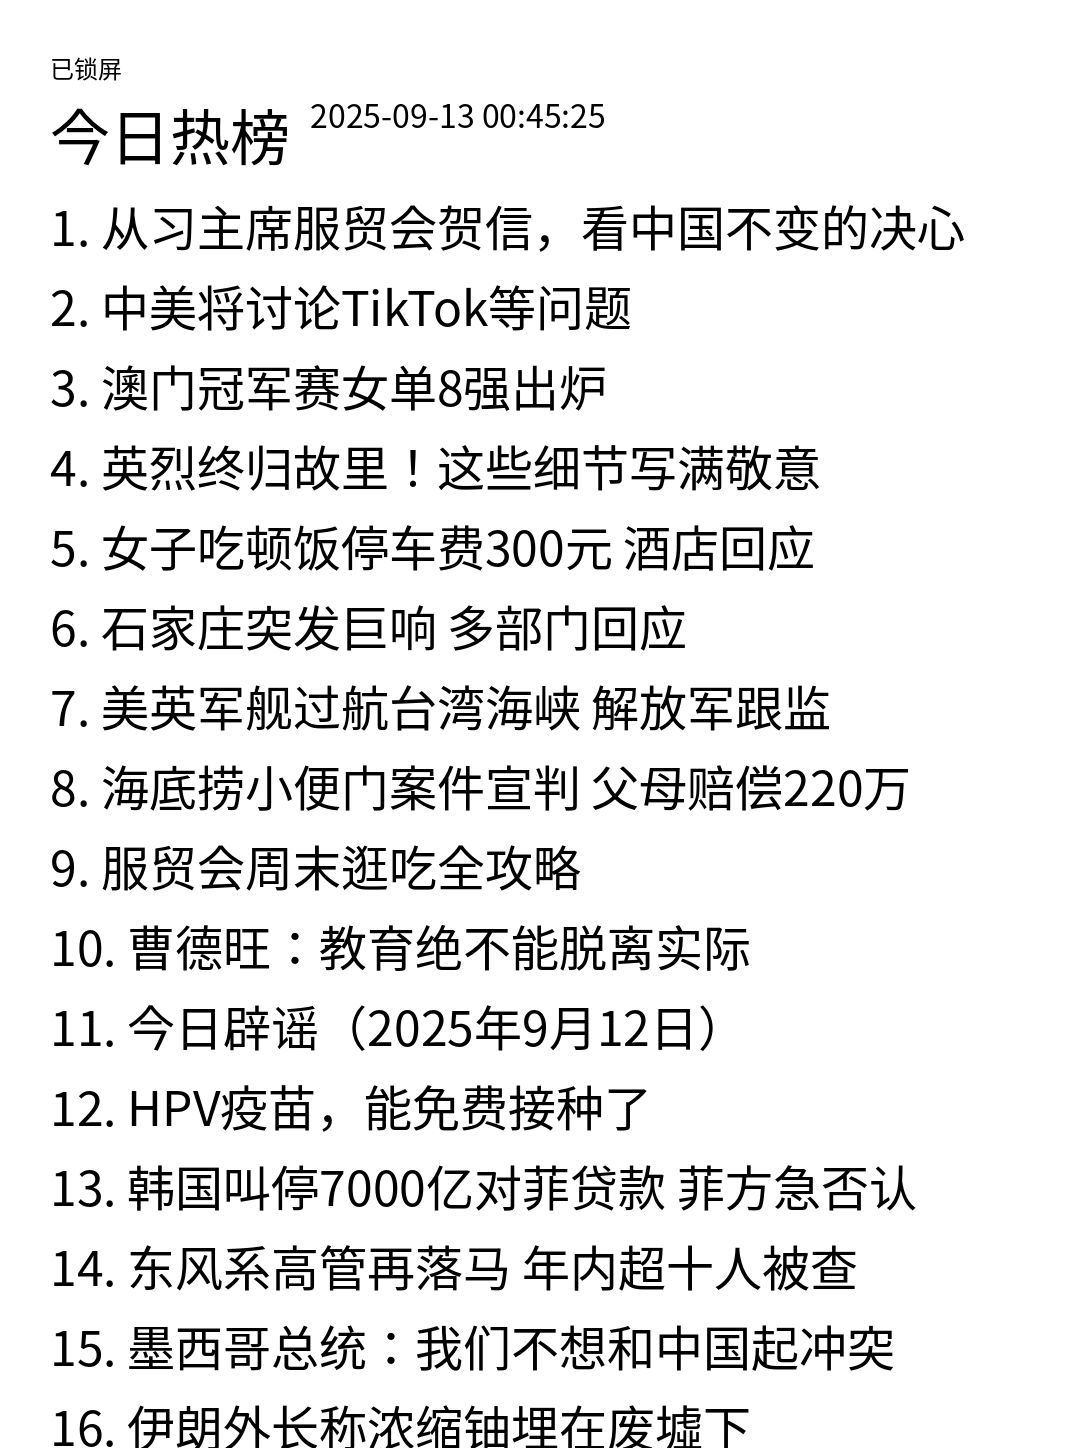 已锁屏
今日热榜 2025-09-13 00:45:25
1. 从习主席服贸会贺信，看中国不变的决心
2. 中美将讨论TikTok等问题
3. 澳门冠军赛女单8强出炉
4. 英烈终归故里！这些细节写满敬意
5. 女子吃顿饭停车费300元 酒店回应
6. 石家庄突发巨响 多部门回应
7. 美英军舰过航台湾海峡 解放军跟监
8. 海底捞小便门案件宣判 父母赔偿220万
9. 服贸会周末逛吃全攻略
10. 曹德旺：教育绝不能脱离实际
11. 今日辟谣（2025年9月12日）
12. HPV疫苗，能免费接种了
13. 韩国叫停7000亿对菲贷款 菲方急否认
14. 东风系高管再落马 年内超十人被查
15. 墨西哥总统：我们不想和中国起冲突
16. 伊朗外长称浓缩铀埋在废墟下